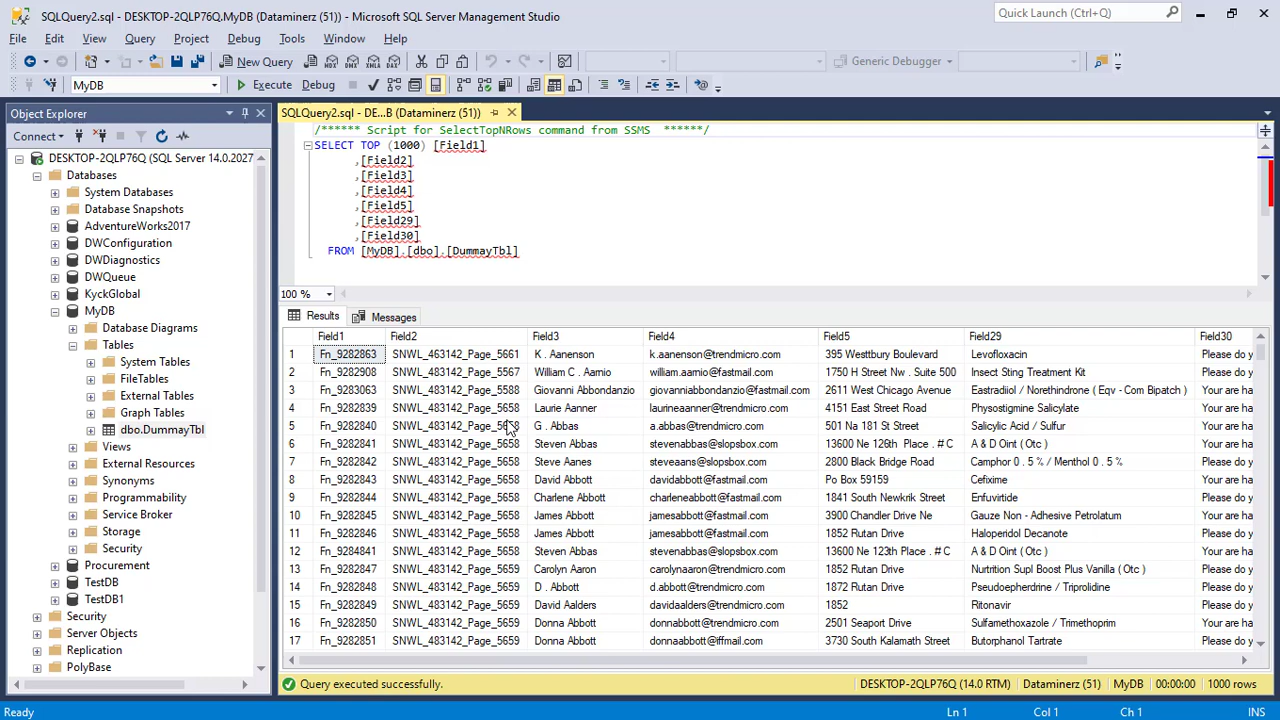 SQLQuery2.sql - DESKTOP-2QLP76Q.MyDB (Dataminerz (51)) - Microsoft SQL Server Management Studio
Quick Launch (Ctrl+Q)
File Edit View Query Project Debug Tools Window Help
New Query
Generic Debugger
MyDB Execute Debug
Object Explorer
Connect
DESKTOP-2QLP76Q (SQL Server 14.0.2027
Databases
System Databases
Database Snapshots
AdventureWorks2017
DWConfiguration
DWDiagnostics
DWQueue
KyckGlobal
MyDB
Database Diagrams
Tables
System Tables
FileTables
External Tables
Graph Tables
dbo.DummayTbl
Views
External Resources
Synonyms
Programmability
Service Broker
Storage
Security
Procurement
TestDB
TestDB1
Security
Server Objects
Replication
PolyBase
SQLQuery2.sql - DE...B (Dataminerz (51))
/****** Script for SelectTopNRows command from SSMS ******/
SELECT TOP (1000) [Field1]
,[Field2]
,[Field3]
,[Field4]
,[Field5]
,[Field29]
,[Field30]
FROM [MyDB].[dbo].[DummayTbl]
100 %
Results Messages
Field1 Field2 Field3 Field4 Field5 Field29 Field30
1 Fn_9282863 SNWL_463142_Page_5661 K . Aanenson k.aanenson@trendmicro.com 395 Westtbury Boulevard Levofloxacin Please do y
2 Fn_9282908 SNWL_483142_Page_5567 William C . Aamio william.aamio@fastmail.com 1750 H Street Nw . Suite 500 Insect Sting Treatment Kit Please do y
3 Fn_9283063 SNWL_483142_Page_5588 Giovanni Abbondanzio giovanniabbondanzio@fastmail.com 2611 West Chicago Avenue Eastradiiol / Norethindrone ( Eqv - Com Bipatch ) Your are ha
4 Fn_9282839 SNWL_483142_Page_5658 Laurie Aanner laurineaanner@trendmicro.com 4151 East Street Road Physostigmine Salicylate Your are ha
5 Fn_9282840 SNWL_483142_Page_5658 G . Abbas a.abbas@trendmicro.com 501 Na 181 St Street Salicylic Acid / Sulfur Your are ha
6 Fn_9282841 SNWL_483142_Page_5658 Steven Abbas stevenabbas@slopsbox.com 13600 Ne 126th Place . # C A & D Oint ( Otc ) Your are ha
7 Fn_9282842 SNWL_483142_Page_5658 Steve Aanes steveaans@slopsbox.com 2800 Black Bridge Road Camphor 0 . 5 % / Menthol 0 . 5 % Your are ha
8 Fn_9282843 SNWL_483142_Page_5658 David Abbott davidabbott@fastmail.com Po Box 59159 Cefixime Please do y
9 Fn_9282844 SNWL_483142_Page_5658 Charlene Abbott charleneabbott@fastmail.com 1841 South Newkrik Street Enfuvirtide Please do y
10 Fn_9282845 SNWL_483142_Page_5658 James Abbott jamesabbott@fastmail.com 3900 Chandler Drive Ne Gauze Non - Adhesive Petrolatum Your are ha
11 Fn_9282846 SNWL_483142_Page_5658 James Abbott jamesabbott@fastmail.com 1852 Rutan Drive Haloperidol Decanote Your are ha
12 Fn_9284841 SNWL_483142_Page_5658 Steven Abbas stevenabbas@slopsbox.com 13600 Ne 123th Place . # C A & D Oint ( Otc ) Please do y
13 Fn_9282847 SNWL_483142_Page_5659 Carolyn Aaron carolynaaron@trendmicro.com 1852 Rutan Drive Nurtrition Supl Boost Plus Vanilla ( Otc ) Your are ha
14 Fn_9282848 SNWL_483142_Page_5659 D . Abbott d.abbott@trendmicro.com 1872 Rutan Drive Pseudoepherdrine / Triprolidine Your are ha
15 Fn_9282849 SNWL_483142_Page_5659 David Aalders davidaalders@trendmicro.com 1852 Ritonavir Please do y
16 Fn_9282850 SNWL_483142_Page_5659 Donna Abbott donnabbott@trendmicro.com 2501 Seaport Drive Sulfamethoxazole / Trimethoprim Your are ha
17 Fn_9282851 SNWL_483142_Page_5659 Donna Abbott donnaabbott@iffmail.com 3730 South Kalamath Street Butorphanol Tartrate Please do y
Query executed successfully. DESKTOP-2QLP76Q (14.0 RTM) Dataminerz (51) MyDB 00:00:00 1000 rows
Ready Ln 1 Col 1 Ch 1 INS